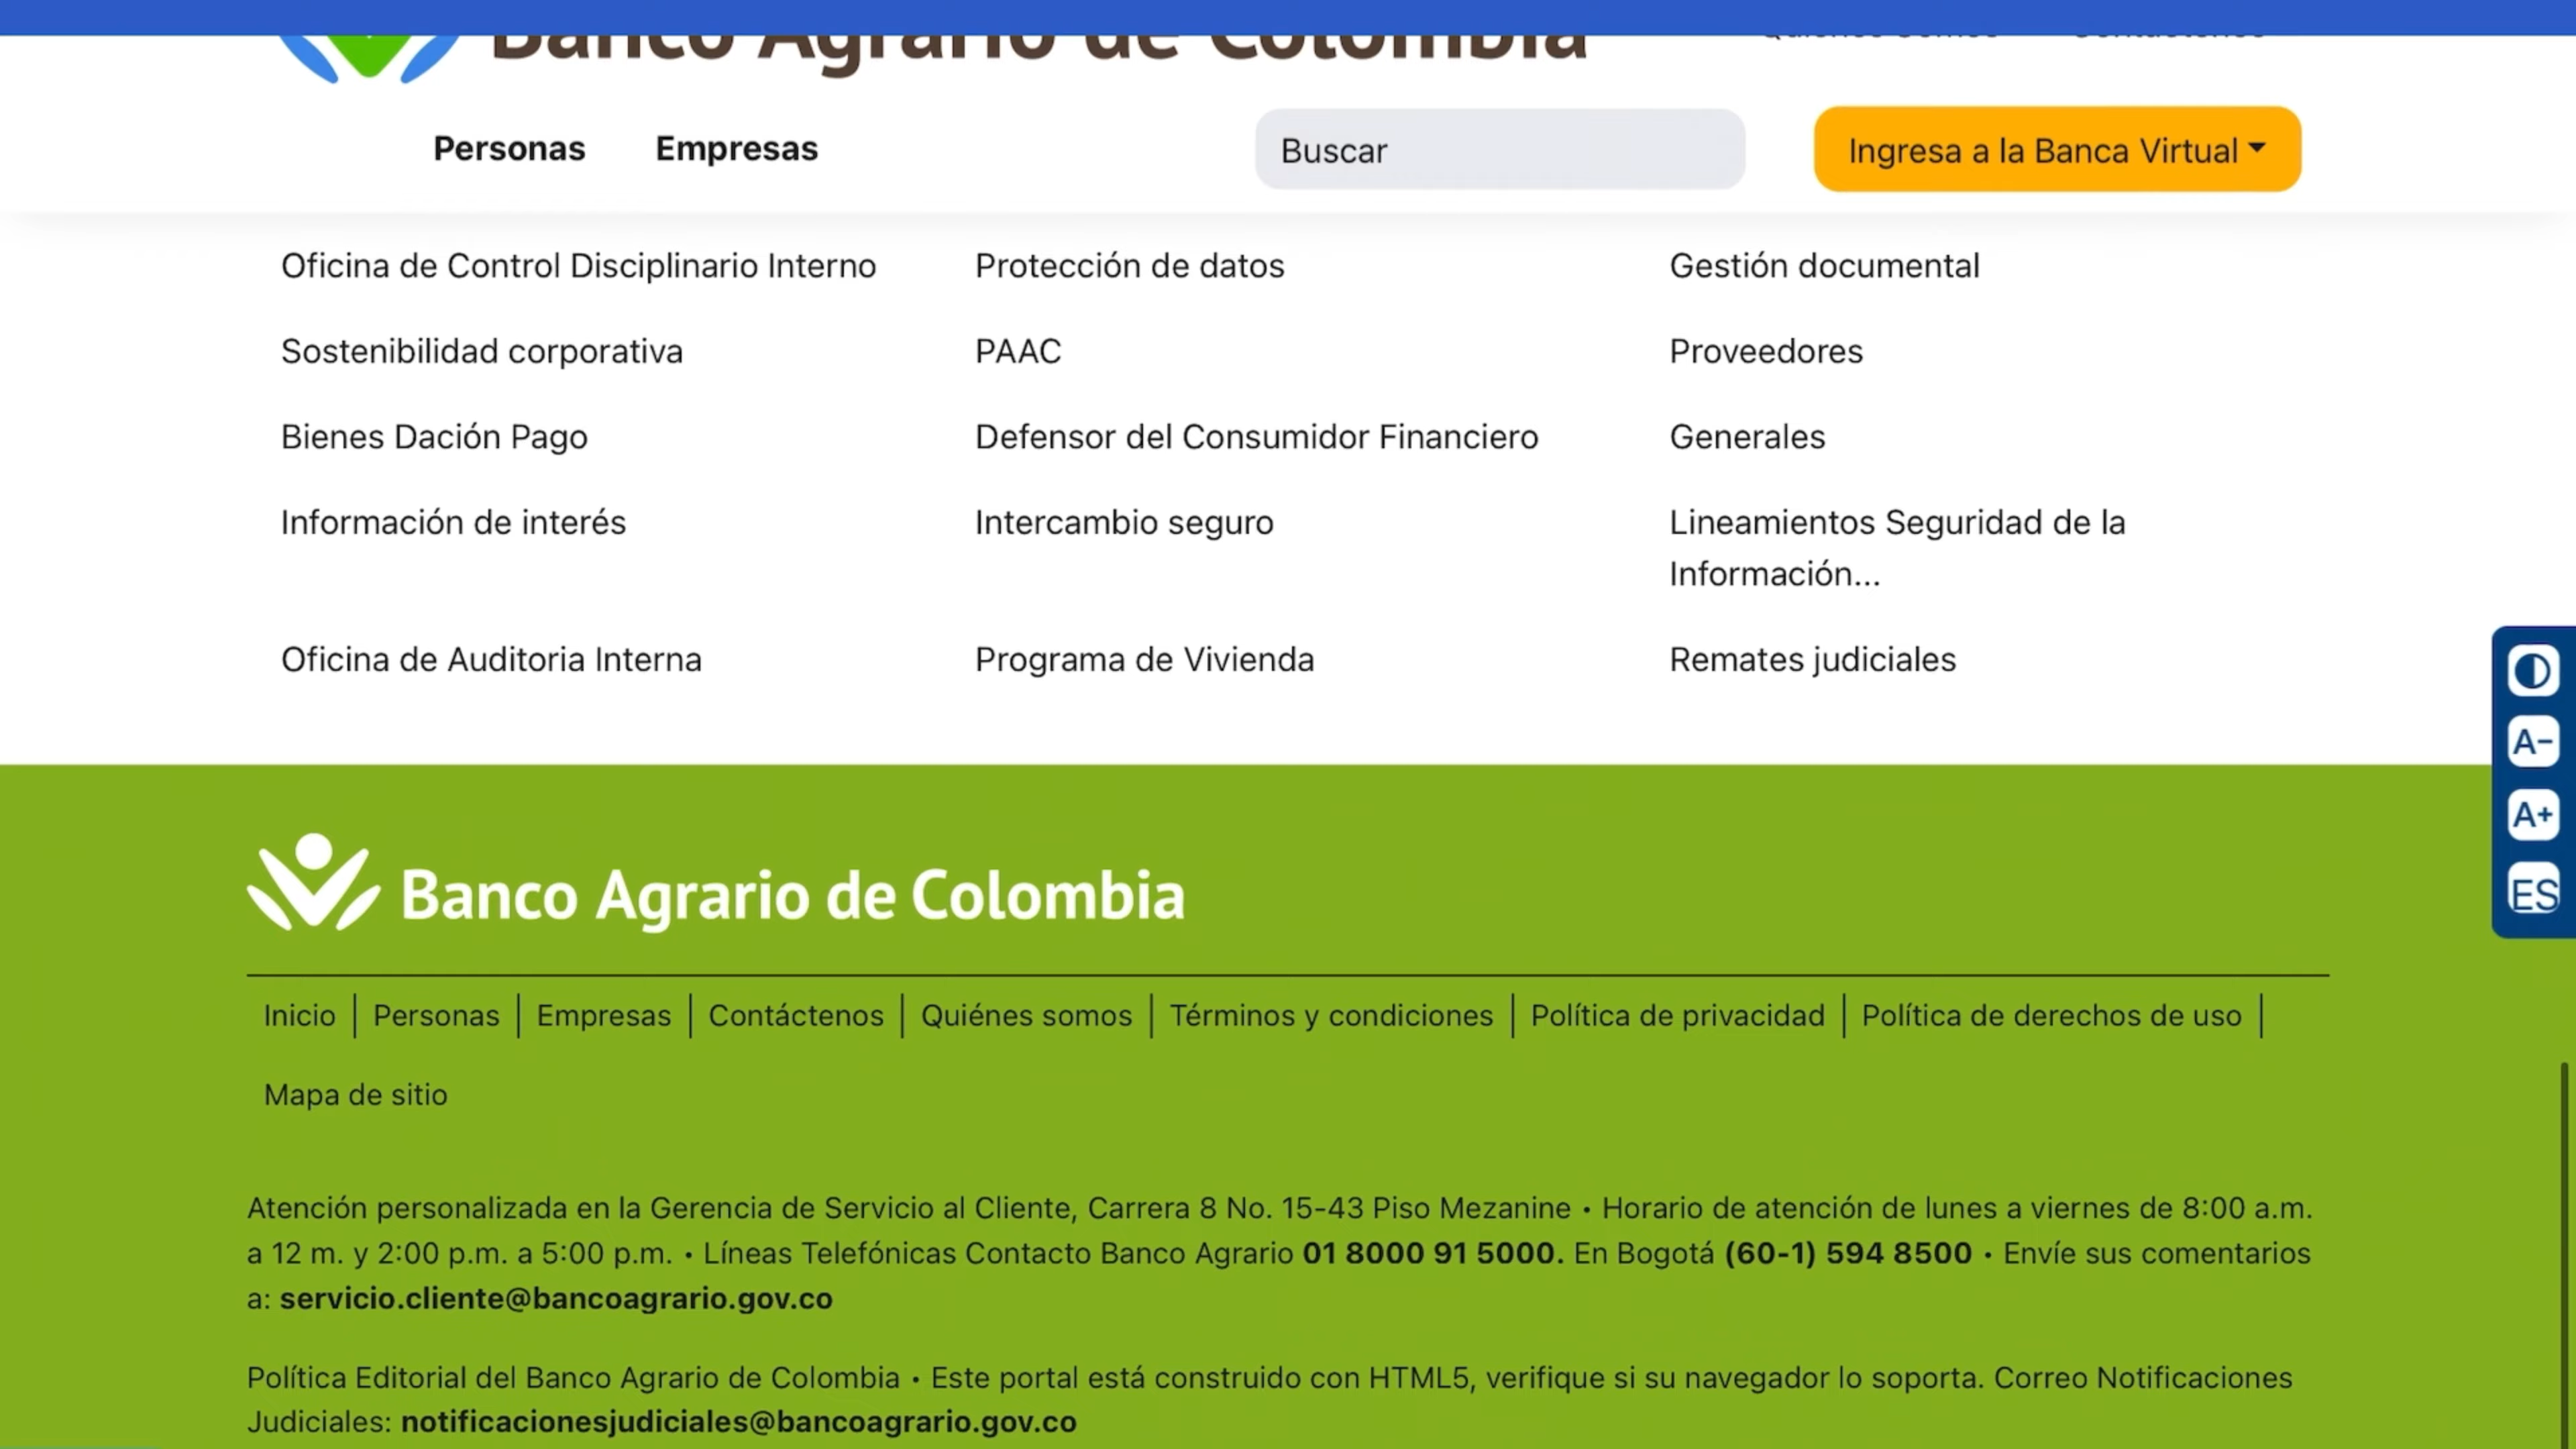 Banco Agrario de Colombia
Personas Empresas Buscar Ingresa a la Banca Virtual
Oficina de Control Disciplinario Interno Protección de datos Gestión documental
Sostenibilidad corporativa PAAC Proveedores
Bienes Dación Pago Defensor del Consumidor Financiero Generales
Información de interés Intercambio seguro Lineamientos Seguridad de la
Información...
Oficina de Auditoria Interna Programa de Vivienda Remates judiciales
A-
A+
ES
Banco Agrario de Colombia
Inicio | Personas | Empresas | Contáctenos | Quiénes somos | Términos y condiciones | Política de privacidad | Política de derechos de uso |
Mapa de sitio
Atención personalizada en la Gerencia de Servicio al Cliente, Carrera 8 No. 15-43 Piso Mezanine • Horario de atención de lunes a viernes de 8:00 a.m.
a 12 m. y 2:00 p.m. a 5:00 p.m. • Líneas Telefónicas Contacto Banco Agrario 01 8000 91 5000. En Bogotá (60-1) 594 8500 • Envíe sus comentarios
a: servicio.cliente@bancoagrario.gov.co
Política Editorial del Banco Agrario de Colombia • Este portal está construido con HTML5, verifique si su navegador lo soporta. Correo Notificaciones
Judiciales: notificacionesjudiciales@bancoagrario.gov.co